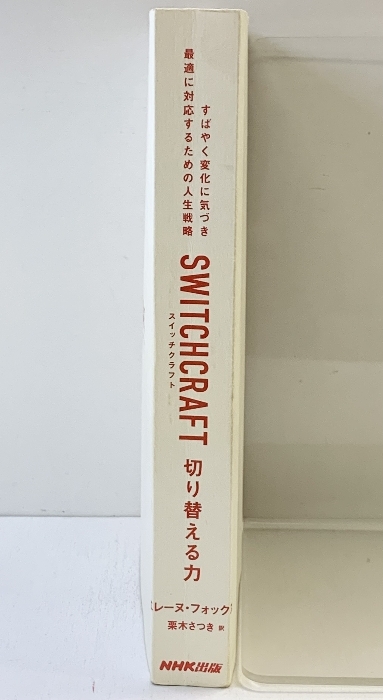 すばやく変化に気づき
最適に対応するための人生戦略
SWITCHCRAFT
スイッチクラフト
切り替える力
レーヌ・フォック
栗木さつき 訳
NHK出版